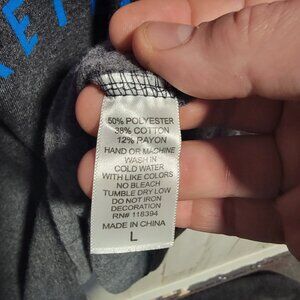 50% POLYESTER
38% COTTON
12% RAYON
HAND OR MACHINE
WASH IN
COLD WATER
WITH LIKE COLORS
NO BLEACH
TUMBLE DRY LOW
DO NOT IRON
DECORATION
RN# 118394
MADE IN CHINA
L